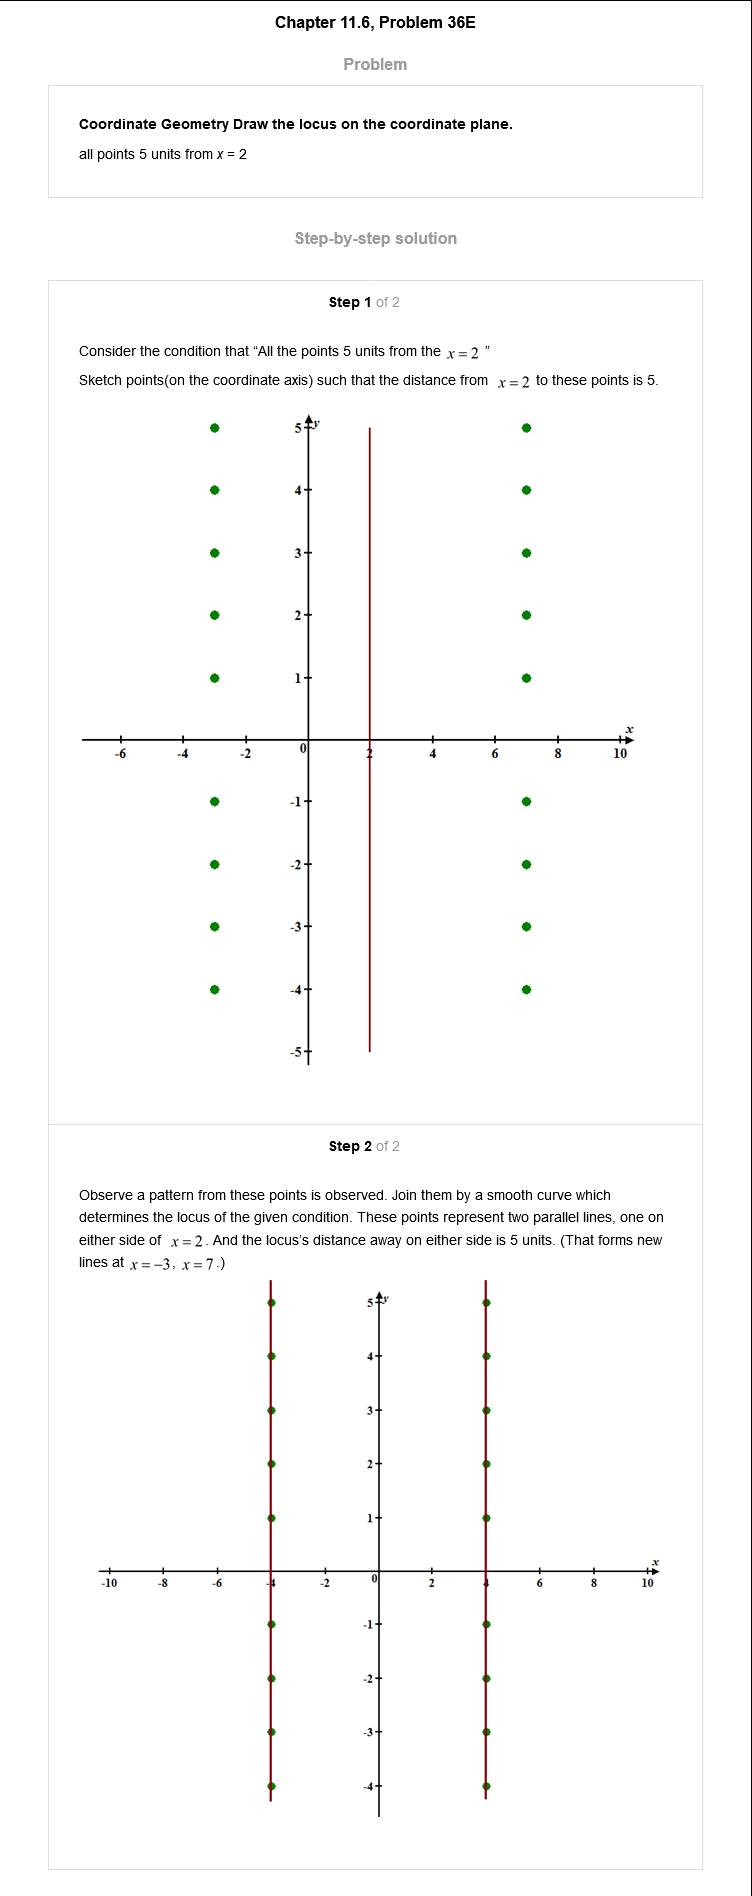 Chapter 11.6, Problem 36E
Problem
Coordinate Geometry Draw the locus on the coordinate plane.
all points 5 units from x = 2
Step-by-step solution
Step 1 of 2
Consider the condition that “All the points 5 units from the x = 2 ”
Sketch points(on the coordinate axis) such that the distance from x = 2 to these points is 5.
5 y
4
3
2
1
x
-6 -4 -2 0 2 4 6 8 10
-1
-2
-3
-4
-5
Step 2 of 2
Observe a pattern from these points is observed. Join them by a smooth curve which
determines the locus of the given condition. These points represent two parallel lines, one on
either side of x = 2. And the locus’s distance away on either side is 5 units. (That forms new
lines at x = −3, x = 7.)
5 y
4
3
2
1
x
-10 -8 -6 -4 -2 0 2 4 6 8 10
-1
-2
-3
-4